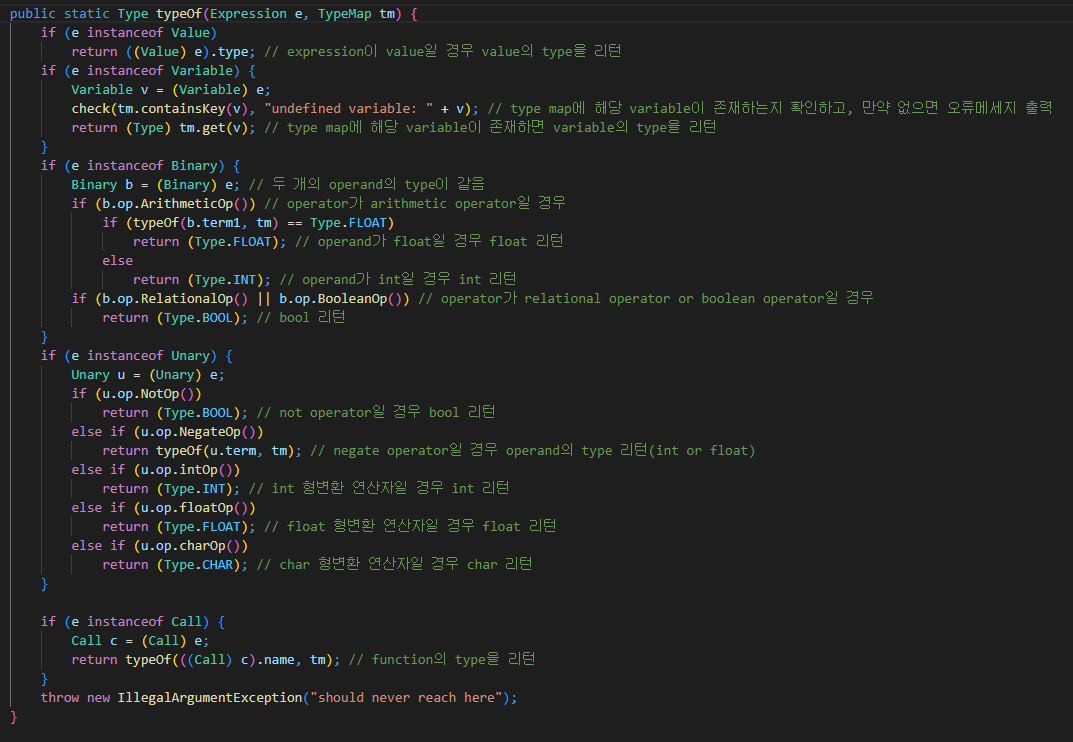 public static Type typeOf(Expression e, TypeMap tm) {
    if (e instanceof Value)
        return ((Value) e).type; // expression이 value일 경우 value의 type을 리턴
    if (e instanceof Variable) {
        Variable v = (Variable) e;
        check(tm.containsKey(v), "undefined variable: " + v); // type map에 해당 variable이 존재하는지 확인하고, 만약 없으면 오류메세지 출력
        return (Type) tm.get(v); // type map에 해당 variable이 존재하면 variable의 type을 리턴
    }
    if (e instanceof Binary) {
        Binary b = (Binary) e; // 두 개의 operand의 type이 같음
        if (b.op.ArithmeticOp()) // operator가 arithmetic operator일 경우
            if (typeOf(b.term1, tm) == Type.FLOAT)
                return (Type.FLOAT); // operand가 float일 경우 float 리턴
            else
                return (Type.INT); // operand가 int일 경우 int 리턴
        if (b.op.RelationalOp() || b.op.BooleanOp()) // operator가 relational operator or boolean operator일 경우
            return (Type.BOOL); // bool 리턴
    }
    if (e instanceof Unary) {
        Unary u = (Unary) e;
        if (u.op.NotOp())
            return (Type.BOOL); // not operator일 경우 bool 리턴
        else if (u.op.NegateOp())
            return typeOf(u.term, tm); // negate operator일 경우 operand의 type 리턴(int or float)
        else if (u.op.intOp())
            return (Type.INT); // int 형변환 연산자일 경우 int 리턴
        else if (u.op.floatOp())
            return (Type.FLOAT); // float 형변환 연산자일 경우 float 리턴
        else if (u.op.charOp())
            return (Type.CHAR); // char 형변환 연산자일 경우 char 리턴
    }
    if (e instanceof Call) {
        Call c = (Call) e;
        return typeOf(((Call) c).name, tm); // function의 type을 리턴
    }
    throw new IllegalArgumentException("should never reach here");
}